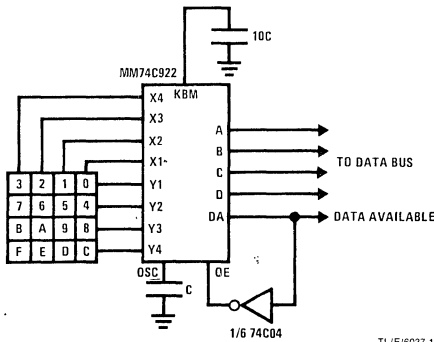 10C
MM74C922
KBM
X4
X3
X2
X1
Y1
Y2
Y3
Y4
A
B
C
D
DA
TO DATA BUS
DATA AVAILABLE
3 2 1 0
7 6 5 4
B A 9 8
F E D C
OSC
OE
C
1/6 74C04